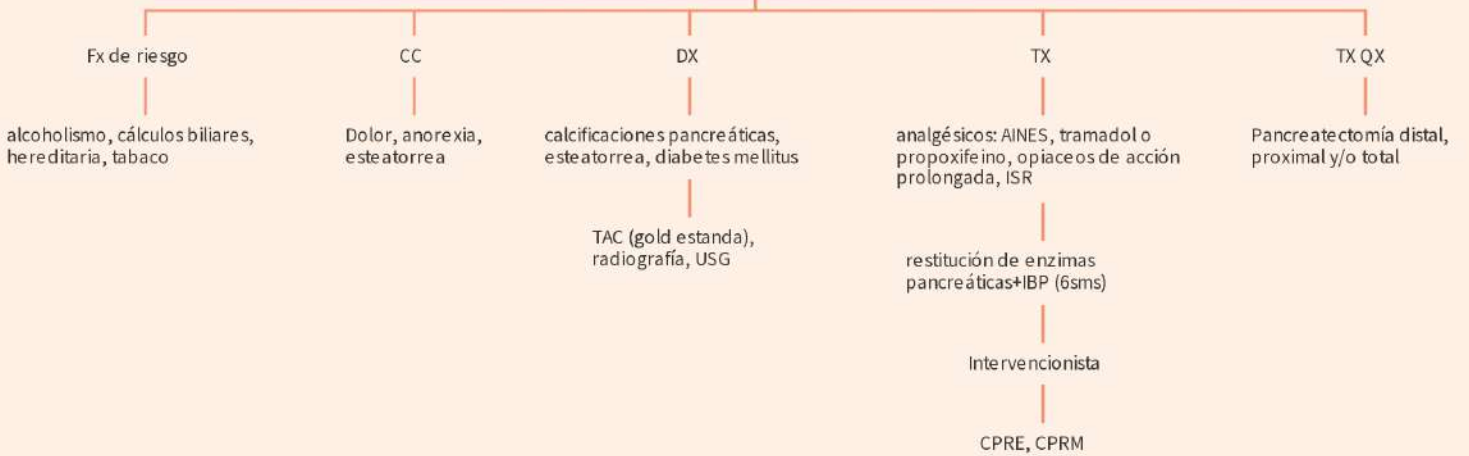 Fx de riesgo
alcoholismo, cálculos biliares,
hereditaria, tabaco
CC
Dolor, anorexia,
esteatorrea
DX
calcificaciones pancreáticas,
esteatorrea, diabetes mellitus
TAC (gold estanda),
radiografía, USG
TX
analgésicos: AINES, tramadol o
propoxifeino, opiaceos de acción
prolongada, ISR
restitución de enzimas
pancreáticas+IBP (6sms)
Intervencionista
CPRE, CPRM
TX QX
Pancreatectomía distal,
proximal y/o total